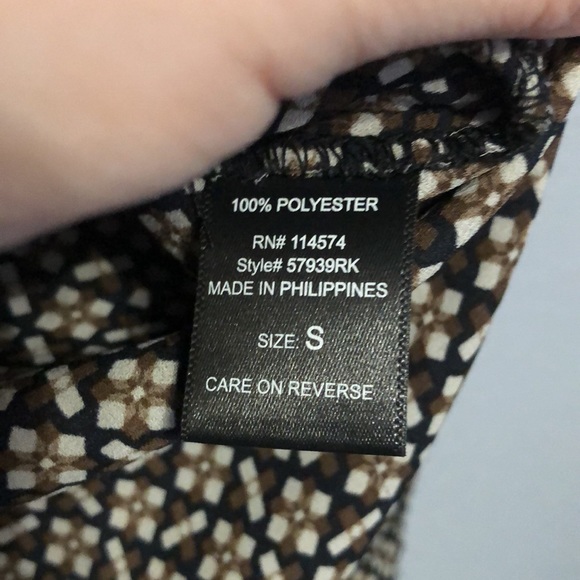 100% POLYESTER
RN# 114574
Style# 57939RK
MADE IN PHILIPPINES
SIZE: S
CARE ON REVERSE